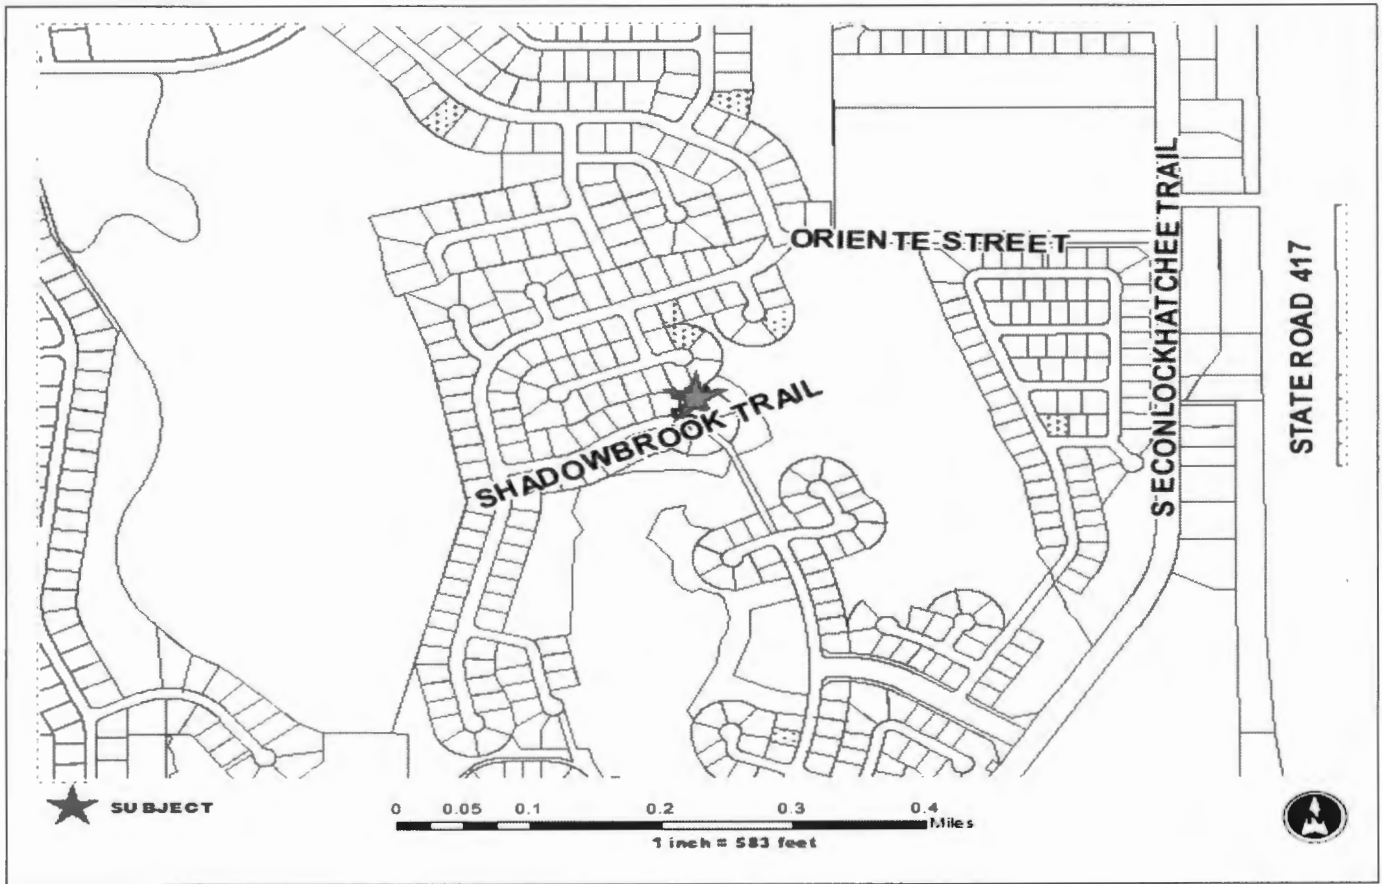 ORIENTE STREET
S ECONLOCKHATCHEE TRAIL
STATE ROAD 417
SHADOWBROOK TRAIL
SUBJECT
0 0.05 0.1 0.2 0.3 0.4
Miles
1 inch = 583 feet
N